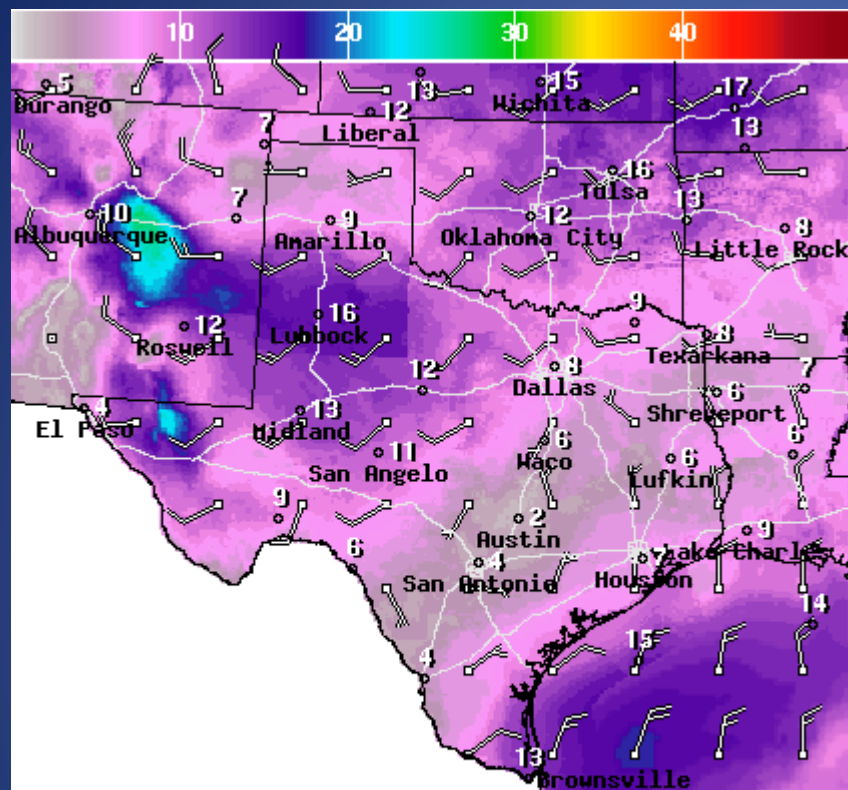 10 20 30 40
5 13 15 17
Durango Wichita
12
Liberal
7 13
16
Tulsa
10 7 9 12 13 8
Albuquerque Amarillo Oklahoma City Little Rock
12 16 9
Roswell Lubbock
8 8
Texarkana
Dallas
4 13 12 6 7
El Paso Midland Shreveport
11 6 6 6
San Angelo Waco Lufkin
9 2 9
Austin
6 4 7 Lake Charl
San Antonio Houston
14
4 15
13
Brownsville